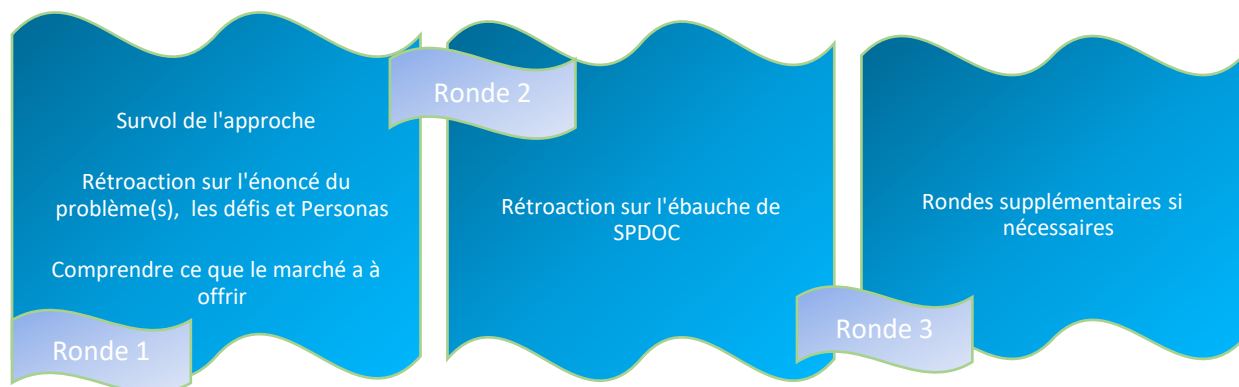 Survol de l'approche
Rétroaction sur l'énoncé du
problème(s), les défis et Personas
Comprendre ce que le marché a à
offrir
Ronde 1
Ronde 2
Rétroaction sur l'ébauche de
SPDOC
Ronde 3
Rondes supplémentaires si
nécessaires